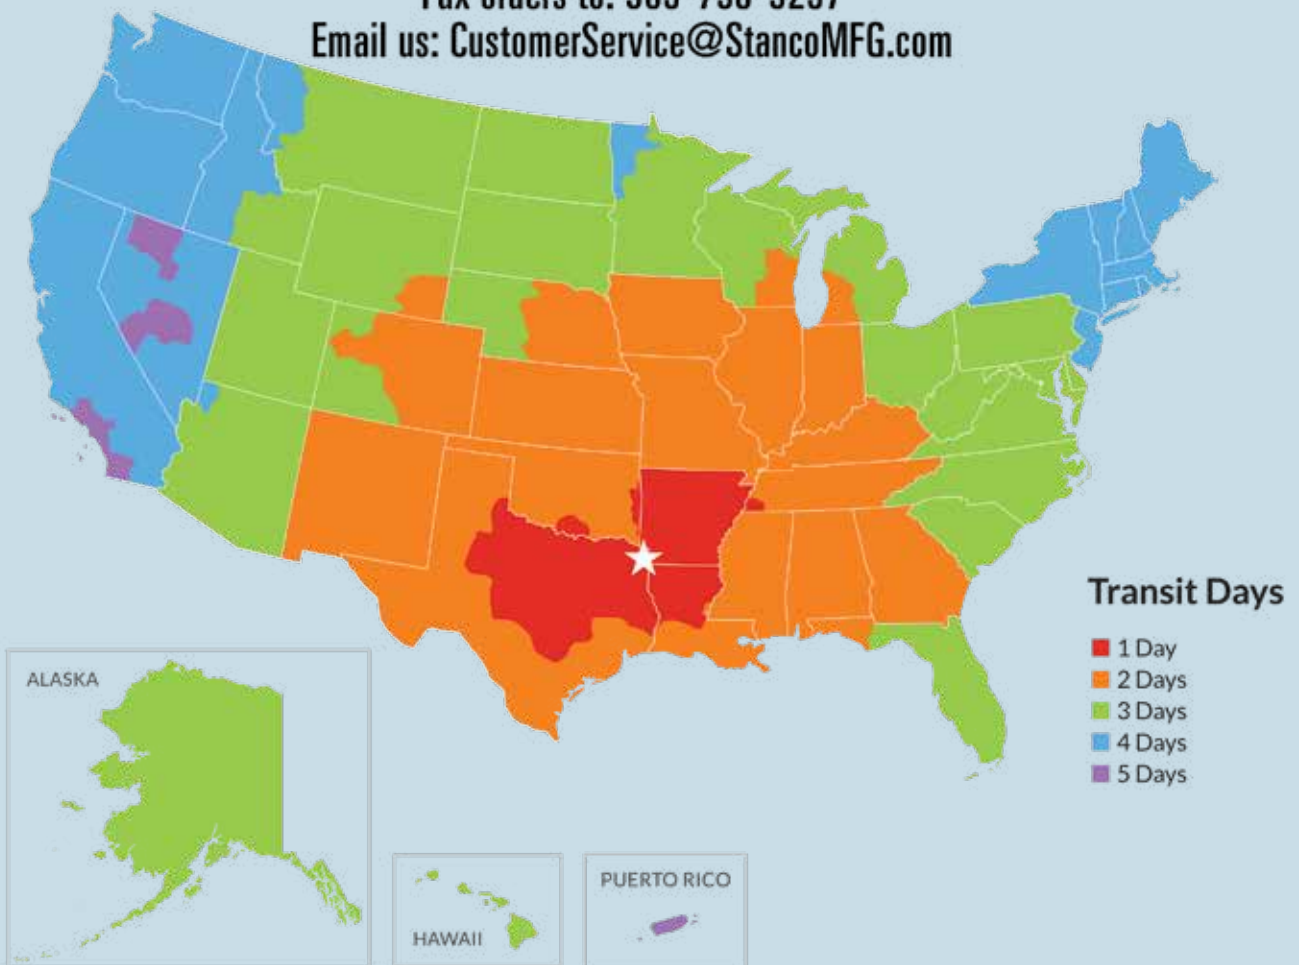 Email us: CustomerService@StancoMFG.com
Transit Days
1 Day
2 Days
3 Days
4 Days
5 Days
ALASKA
HAWAII
PUERTO RICO